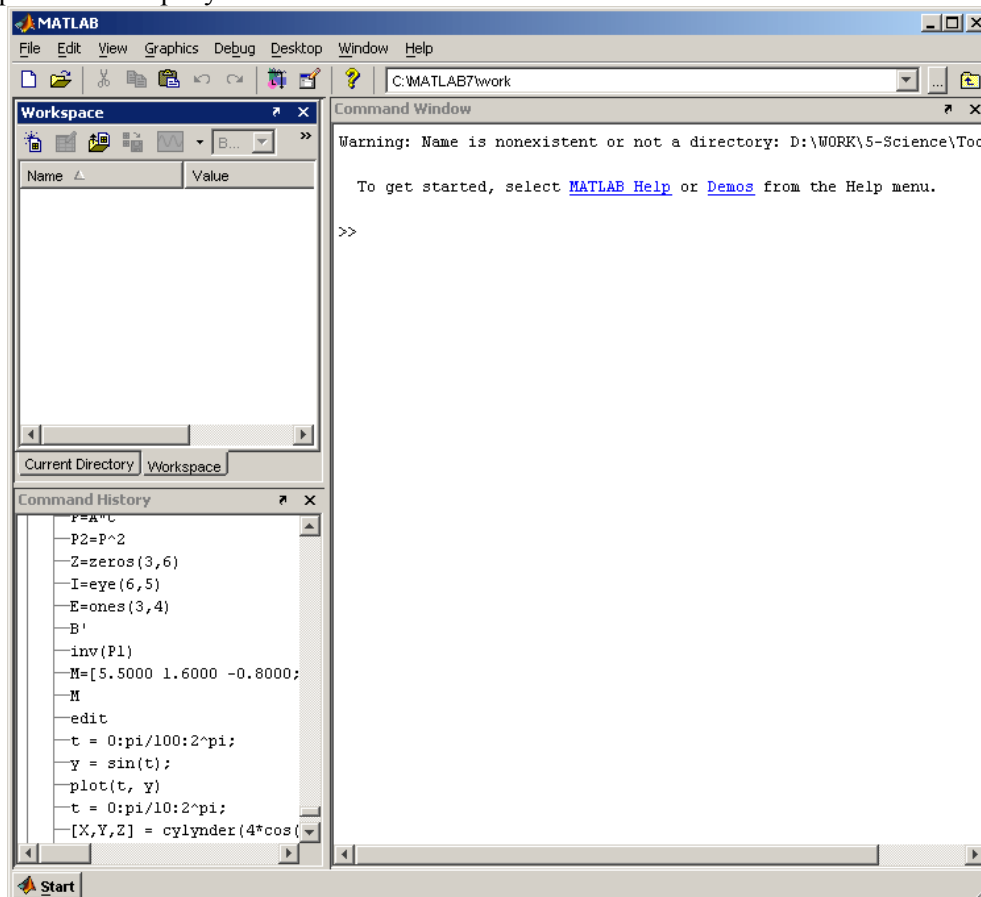 MATLAB
File Edit View Graphics Debug Desktop Window Help
C:\MATLAB7\work
...
Workspace
B...
Name Value
Current Directory Workspace
Command History
P=A*C
P2=P^2
Z=zeros(3,6)
I=eye(6,5)
E=ones(3,4)
B'
inv(P1)
M=[5.5000 1.6000 -0.8000;
M
edit
t = 0:pi/100:2^pi;
y = sin(t);
plot(t, y)
t = 0:pi/10:2^pi;
[X,Y,Z] = cylynder(4*cos(
Command Window
Warning: Name is nonexistent or not a directory: D:\WORK\5-Science\Too
To get started, select MATLAB Help or Demos from the Help menu.
>>
Start